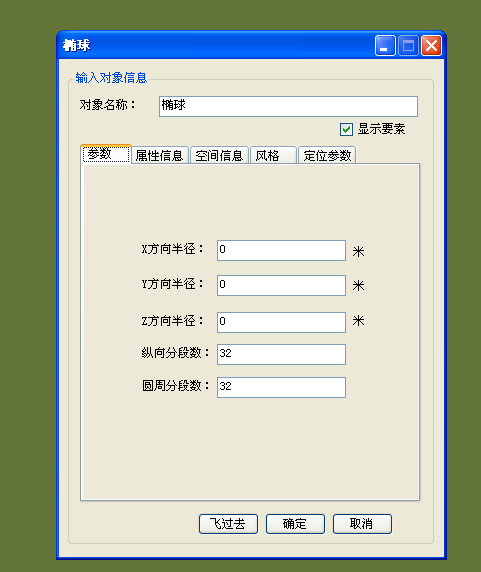 椭球
输入对象信息
对象名称： 椭球
显示要素
参数 属性信息 空间信息 风格 定位参数
X方向半径： 0 米
Y方向半径： 0 米
Z方向半径： 0 米
纵向分段数： 32
圆周分段数： 32
飞过去 确定 取消